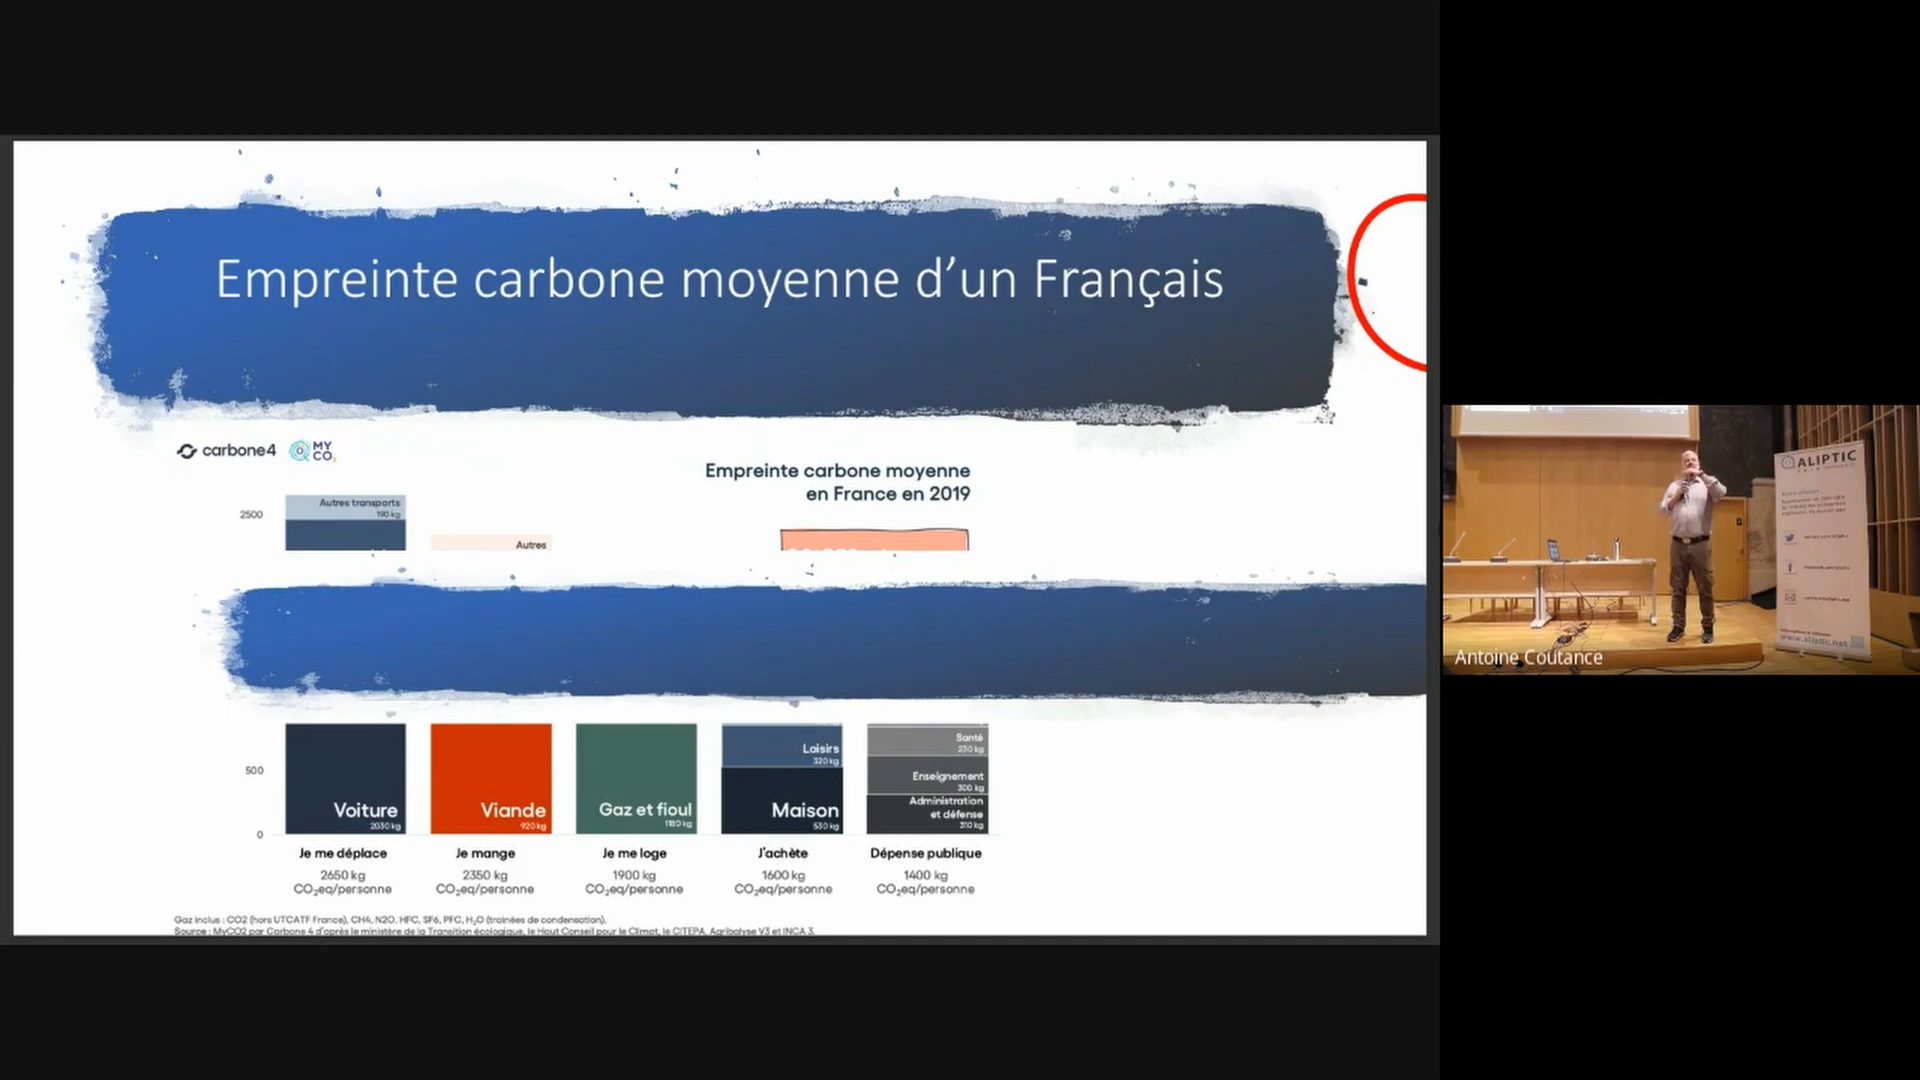 Empreinte carbone moyenne d'un Français
carbone4
MY
CO₂
Empreinte carbone moyenne
en France en 2019
2500
Autres transports
190 kg
Autres
500
0
Voiture
2030 kg
Viande
920 kg
Gaz et fioul
1180 kg
Loisirs
320 kg
Maison
530 kg
Santé
230 kg
Enseignement
300 kg
Administration
et défense
310 kg
Je me déplace
2650 kg
CO₂eq/personne
Je mange
2350 kg
CO₂eq/personne
Je me loge
1900 kg
CO₂eq/personne
J'achète
1600 kg
CO₂eq/personne
Dépense publique
1400 kg
CO₂eq/personne
Gaz inclus : CO2 (hors UTCATF France), CH4, N2O, HFC, SF6, PFC, H₂O (trainées de condensation).
Source : MyCO2 par Carbone 4 d'après le ministère de la Transition écologique, le Haut Conseil pour le Climat, le CITEPA, Agribalyse V3 et INCA 3.
ALIPTIC
www.aliptic.net
Antoine Coutance